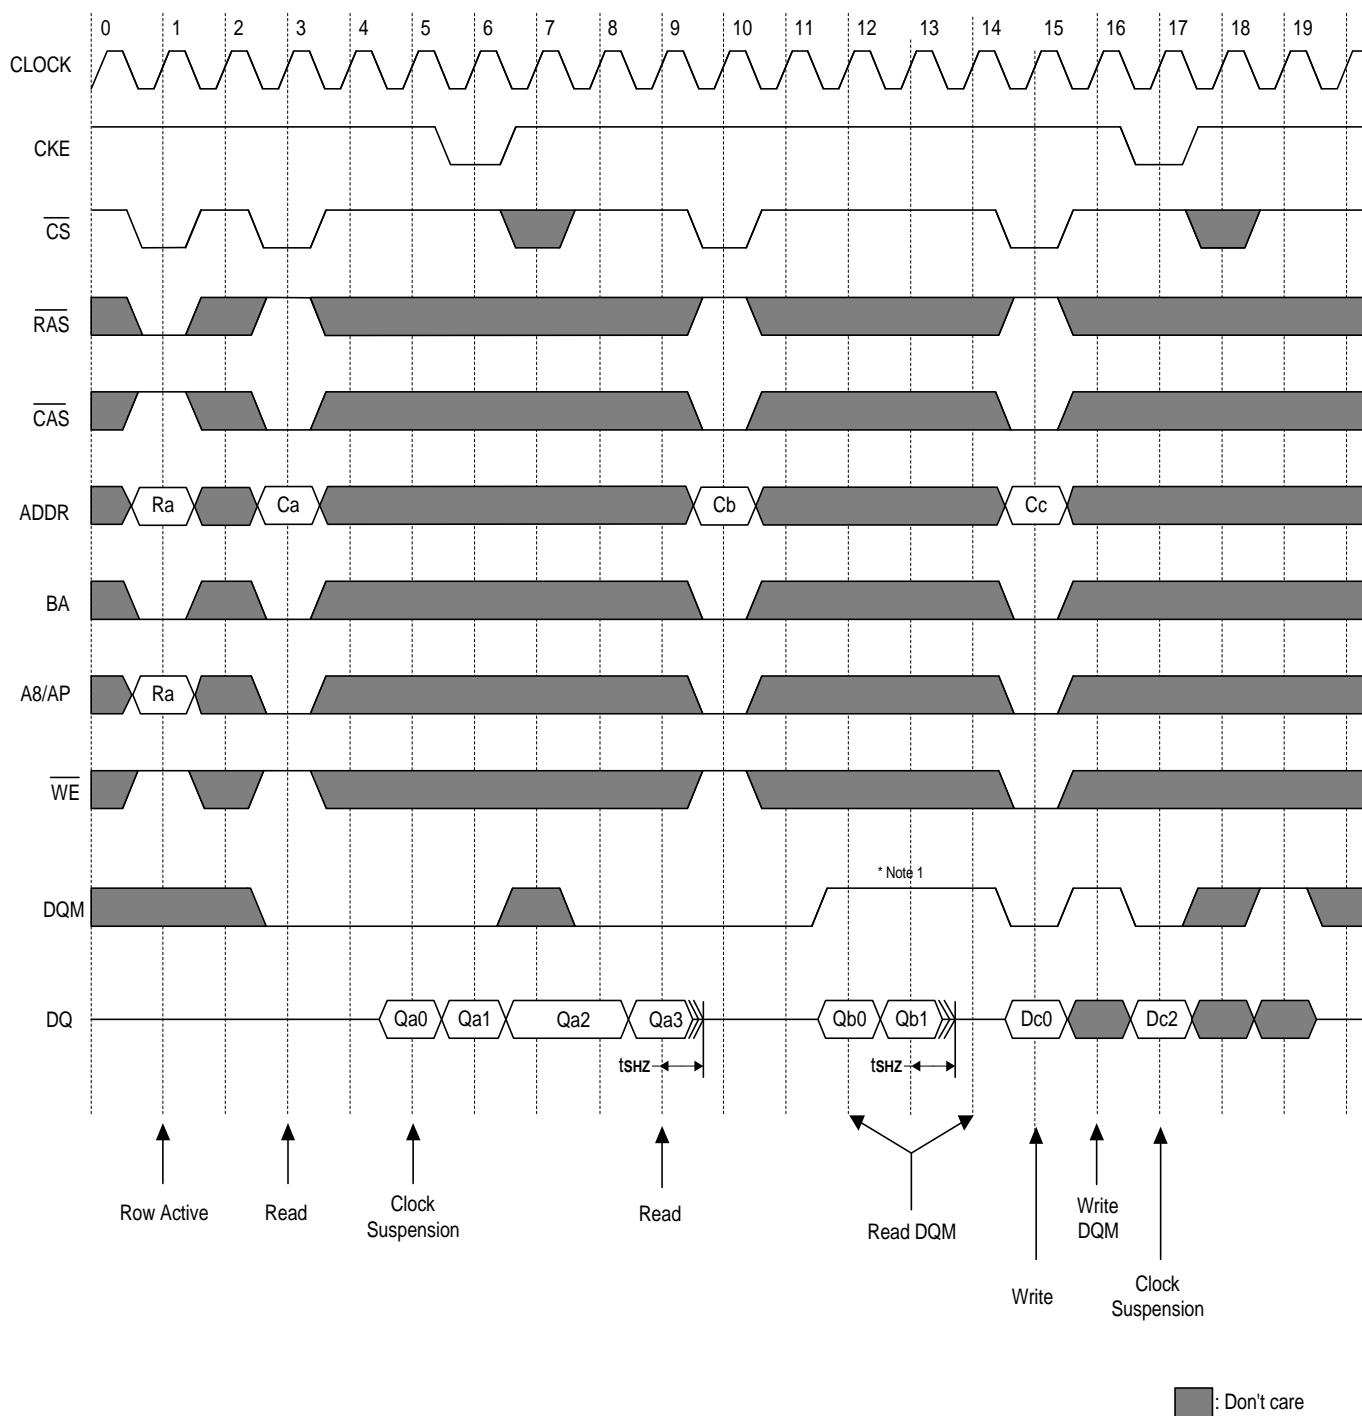 0 1 2 3 4 5 6 7 8 9 10 11 12 13 14 15 16 17 18 19
CLOCK
CKE
CS
RAS
CAS
ADDR Ra Ca Cb Cc
BA
A8/AP Ra
WE
* Note 1
DQM
DQ Qa0 Qa1 Qa2 Qa3 Qb0 Qb1 Dc0 Dc2
tSHZ tSHZ
Row Active Read Clock Suspension Read Read DQM Write DQM
Write Clock Suspension
: Don't care